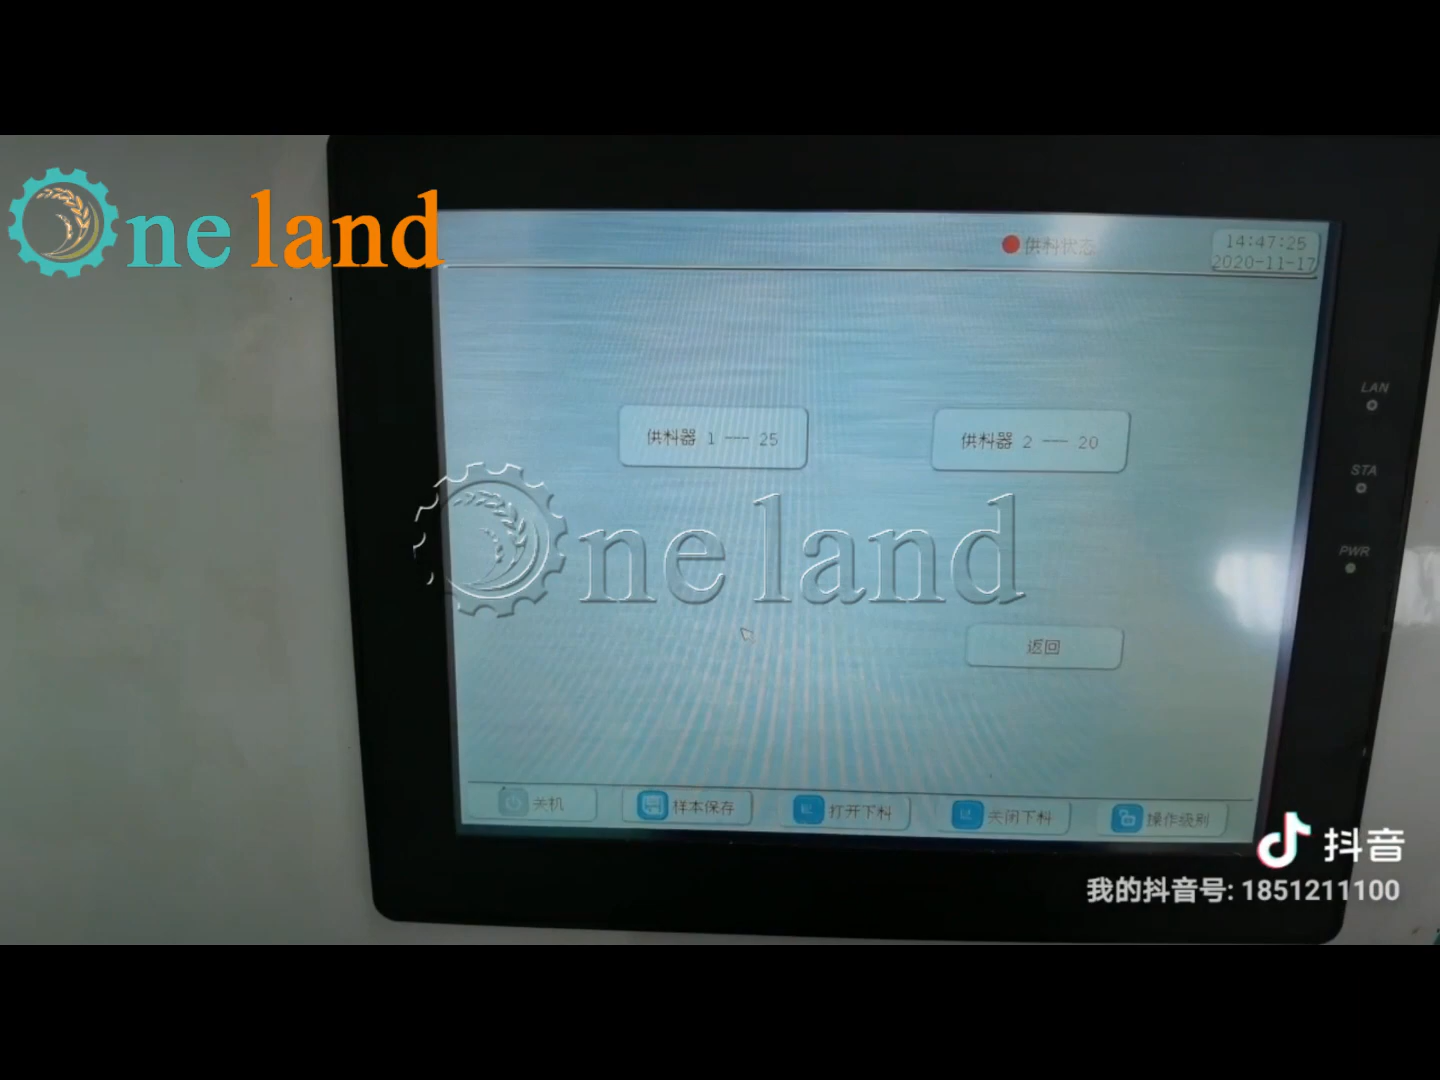 One land
供料状态
14:47:25
2020-11-17
供料器 1 --- 25
供料器 2 --- 20
One land
返回
关机
样本保存
打开下料
关闭下料
操作级别
LAN
STA
PWR
抖音
我的抖音号: 1851211100